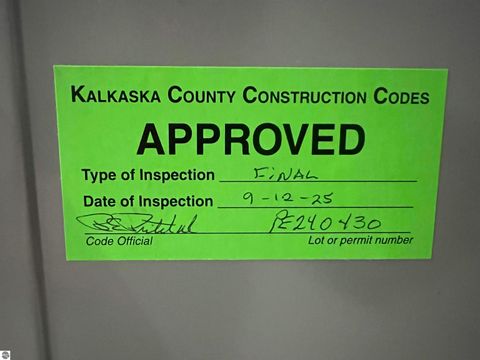 KALKASKA COUNTY CONSTRUCTION CODES
APPROVED
Type of Inspection FINAL
Date of Inspection 9-12-25
PE240430
Code Official Lot or permit number